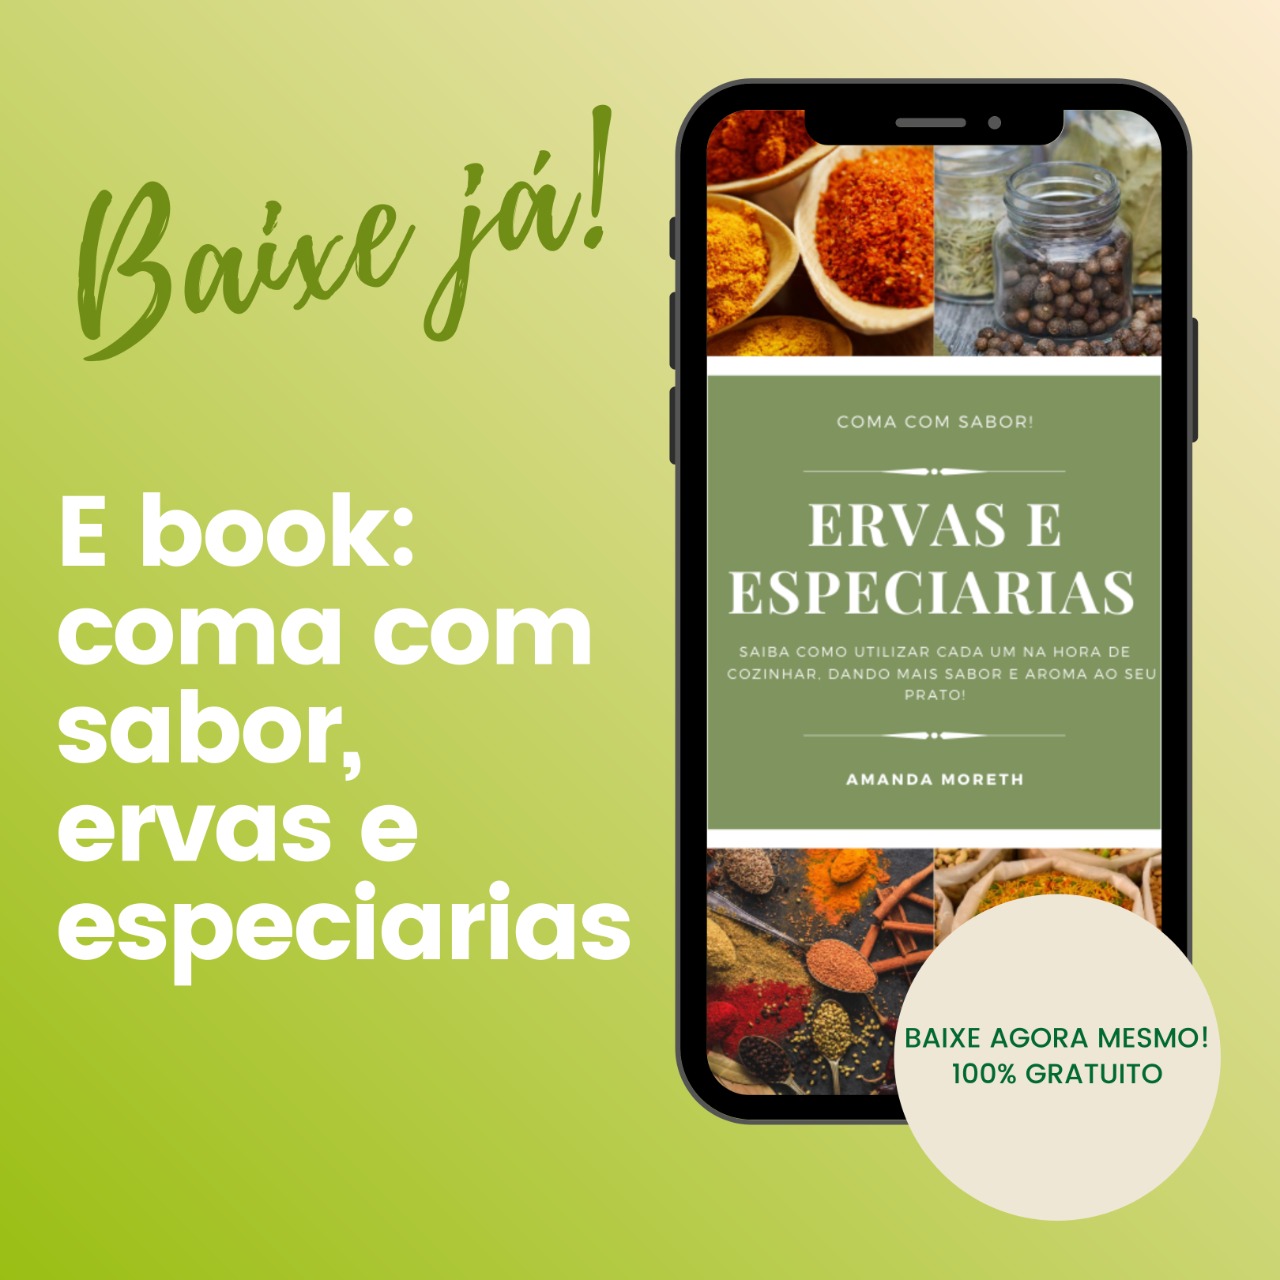 Baixe já!
E book:
coma com
sabor,
ervas e
especiarias
COMA COM SABOR!
ERVAS E
ESPECIARIAS
SAIBA COMO UTILIZAR CADA UM NA HORA DE
COZINHAR, DANDO MAIS SABOR E AROMA AO SEU
PRATO!
AMANDA MORETH
BAIXE AGORA MESMO!
100% GRATUITO